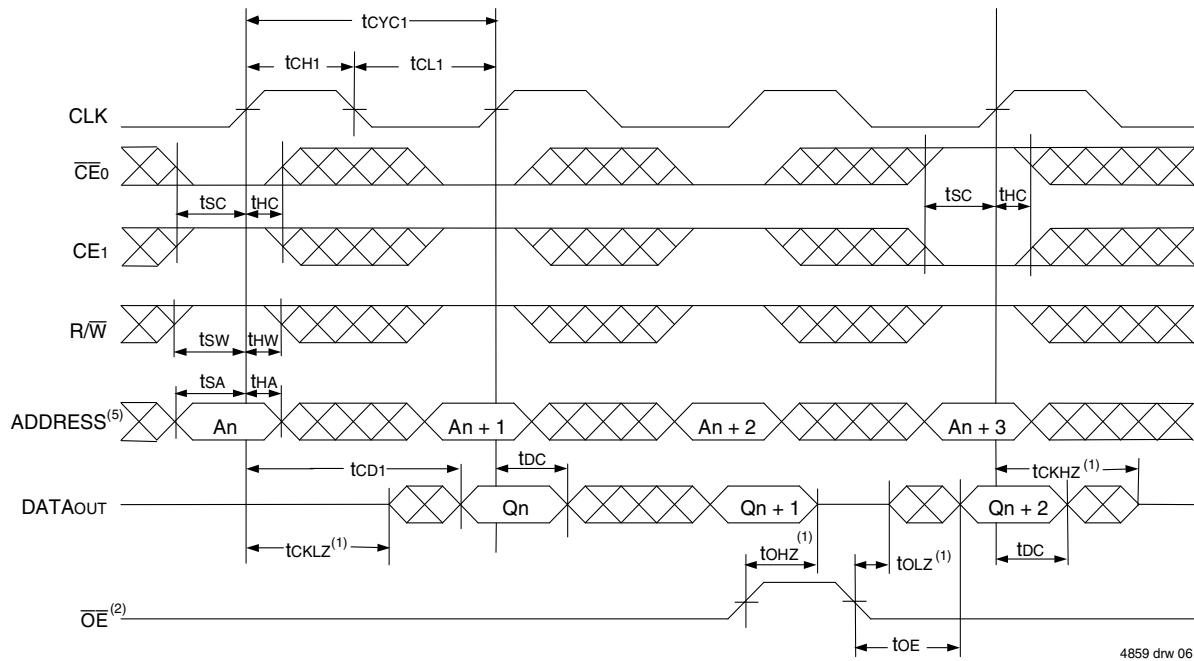 tCYC1
tCH1
tCL1
CLK
CE0
tSC
tHC
tSC
tHC
CE1
R/W
tSW
tHW
tSA
tHA
ADDRESS(5)
An
An + 1
An + 2
An + 3
tCD1
tDC
tCKHZ(1)
DATAOUT
Qn
Qn + 1
Qn + 2
tCKLZ(1)
tOHZ(1)
tOLZ(1)
tDC
OE(2)
tOE
4859 drw 06